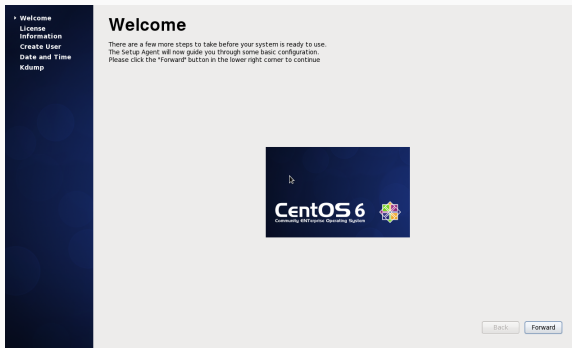 Welcome
License
Information
Create User
Date and Time
Kdump
Welcome
There are a few more steps to take before your system is ready to use.
The Setup Agent will now guide you through some basic configuration.
Please click the "Forward" button in the lower right corner to continue
CentOS 6
Community ENTerprise Operating System
Back
Forward